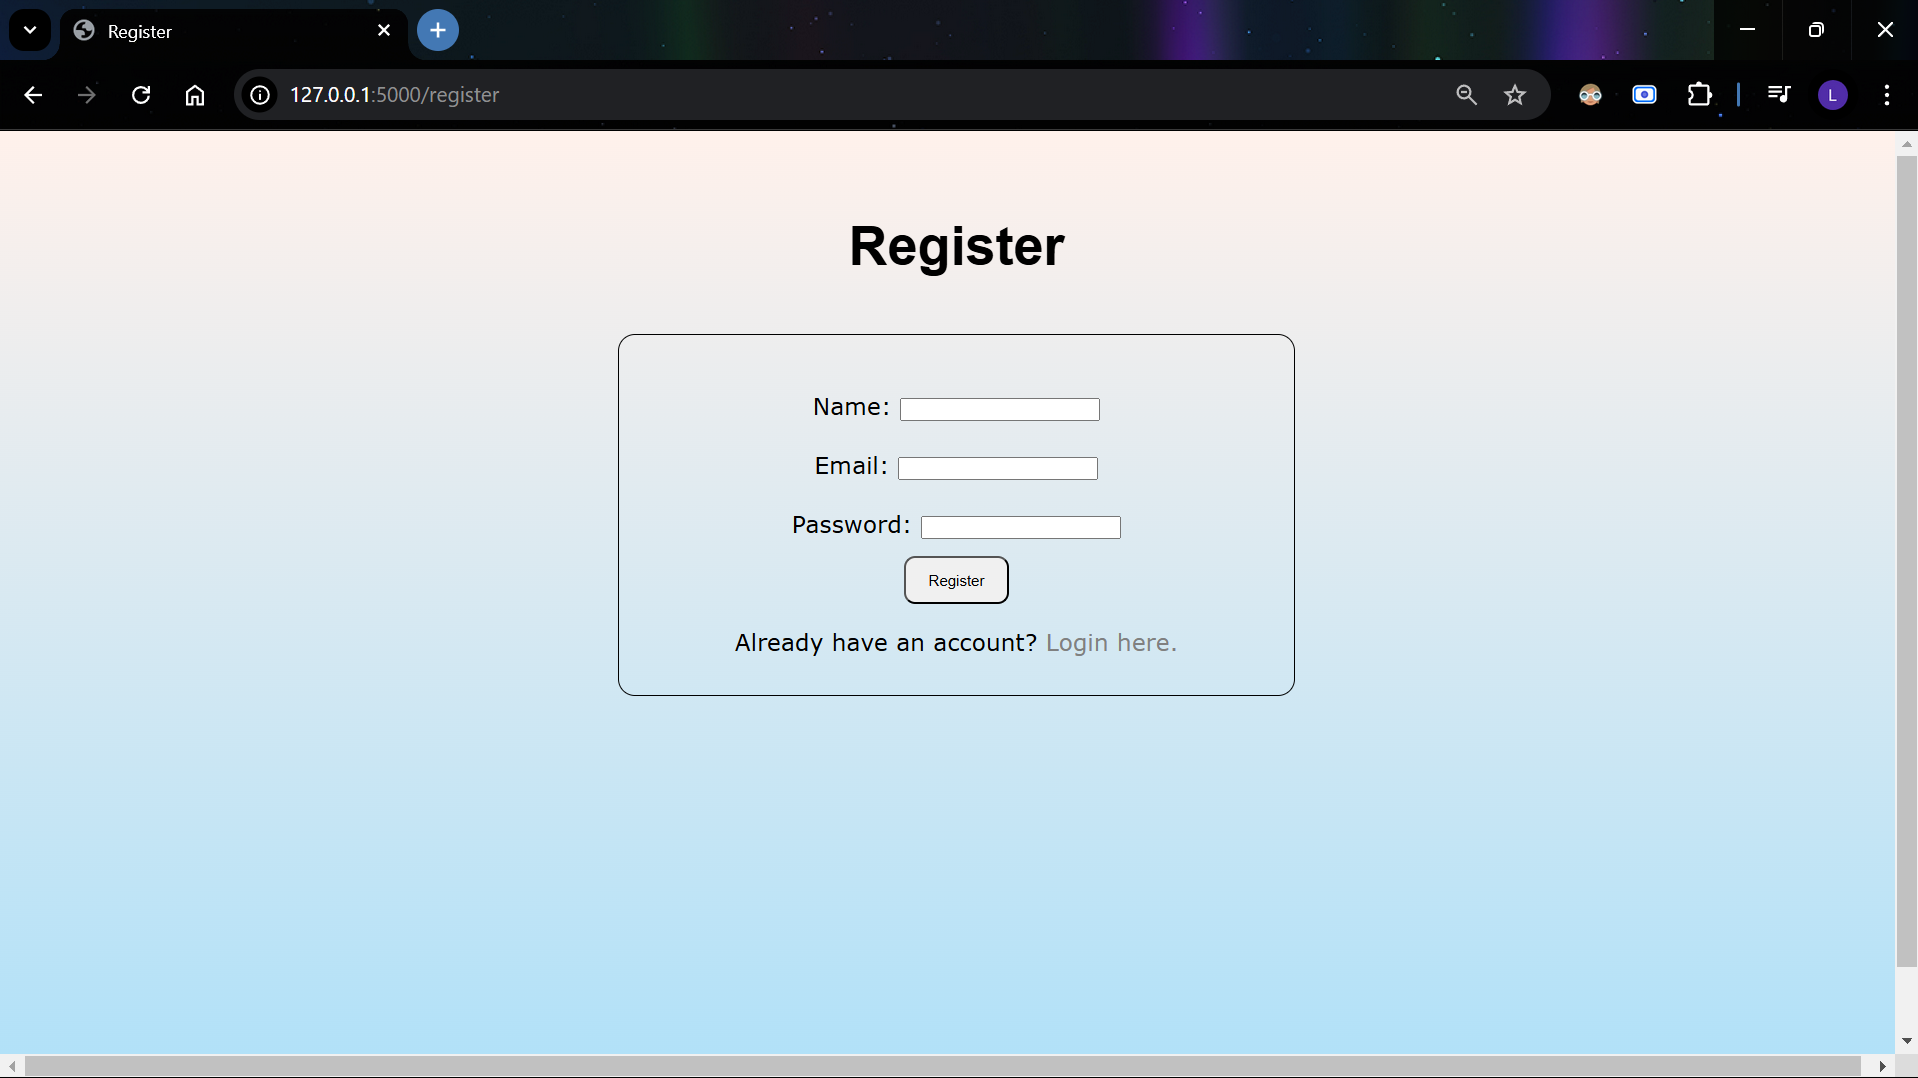 Register
127.0.0.1:5000/register
L
Register
Name:
Email:
Password:
Register
Already have an account? Login here.